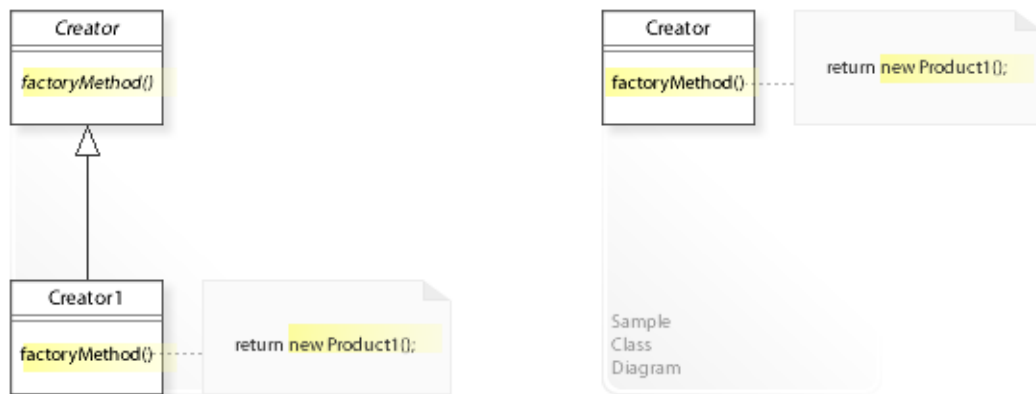 Creator
factoryMethod()
Creator1
factoryMethod()
return new Product1();
Creator
factoryMethod()
return new Product1();
Sample
Class
Diagram